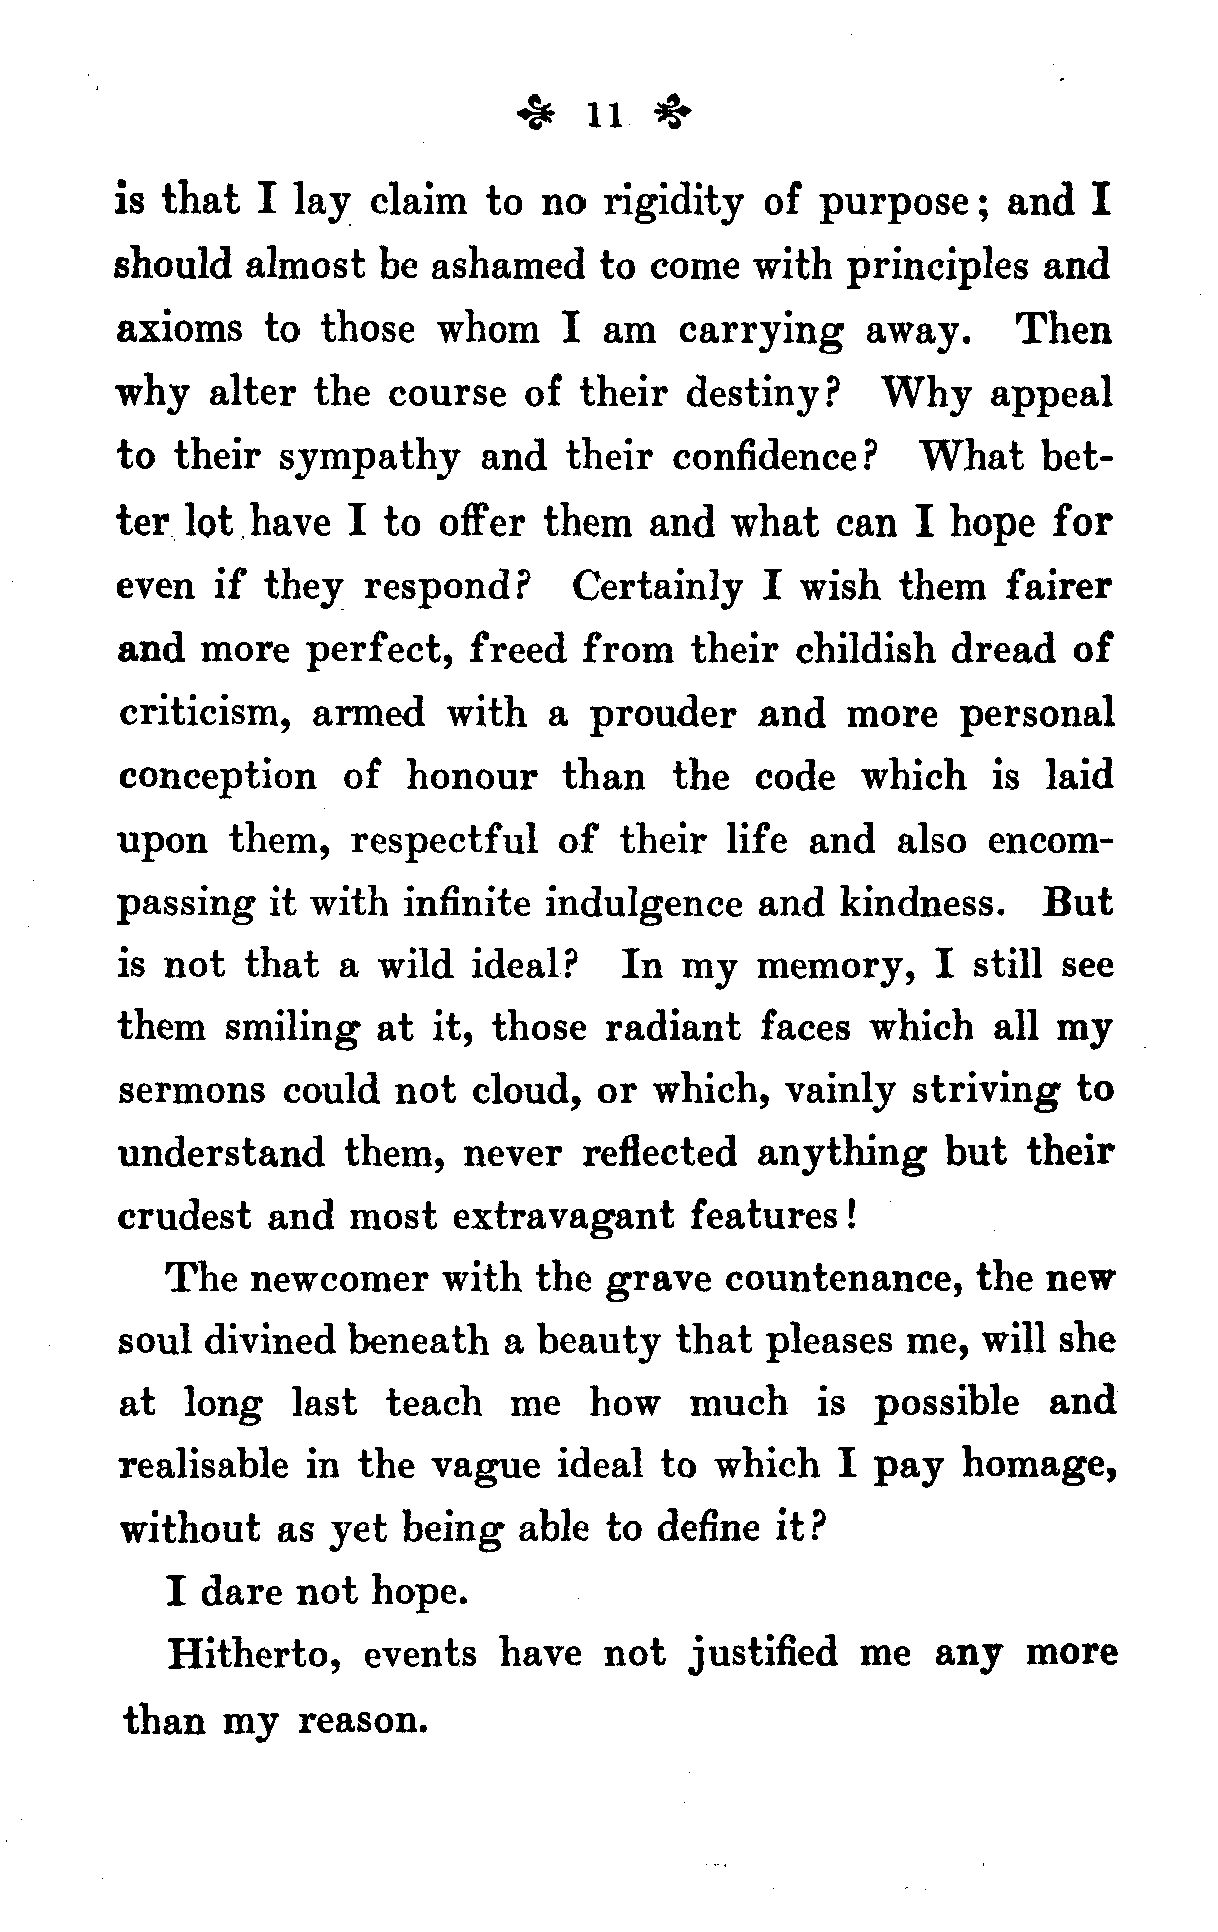 11
is that I lay claim to no rigidity of purpose; and I
should almost be ashamed to come with principles and
axioms to those whom I am carrying away. Then
why alter the course of their destiny? Why appeal
to their sympathy and their confidence? What bet-
ter lot have I to offer them and what can I hope for
even if they respond? Certainly I wish them fairer
and more perfect, freed from their childish dread of
criticism, armed with a prouder and more personal
conception of honour than the code which is laid
upon them, respectful of their life and also encom-
passing it with infinite indulgence and kindness. But
is not that a wild ideal? In my memory, I still see
them smiling at it, those radiant faces which all my
sermons could not cloud, or which, vainly striving to
understand them, never reflected anything but their
crudest and most extravagant features!
The newcomer with the grave countenance, the new
soul divined beneath a beauty that pleases me, will she
at long last teach me how much is possible and
realisable in the vague ideal to which I pay homage,
without as yet being able to define it?
I dare not hope.
Hitherto, events have not justified me any more
than my reason.